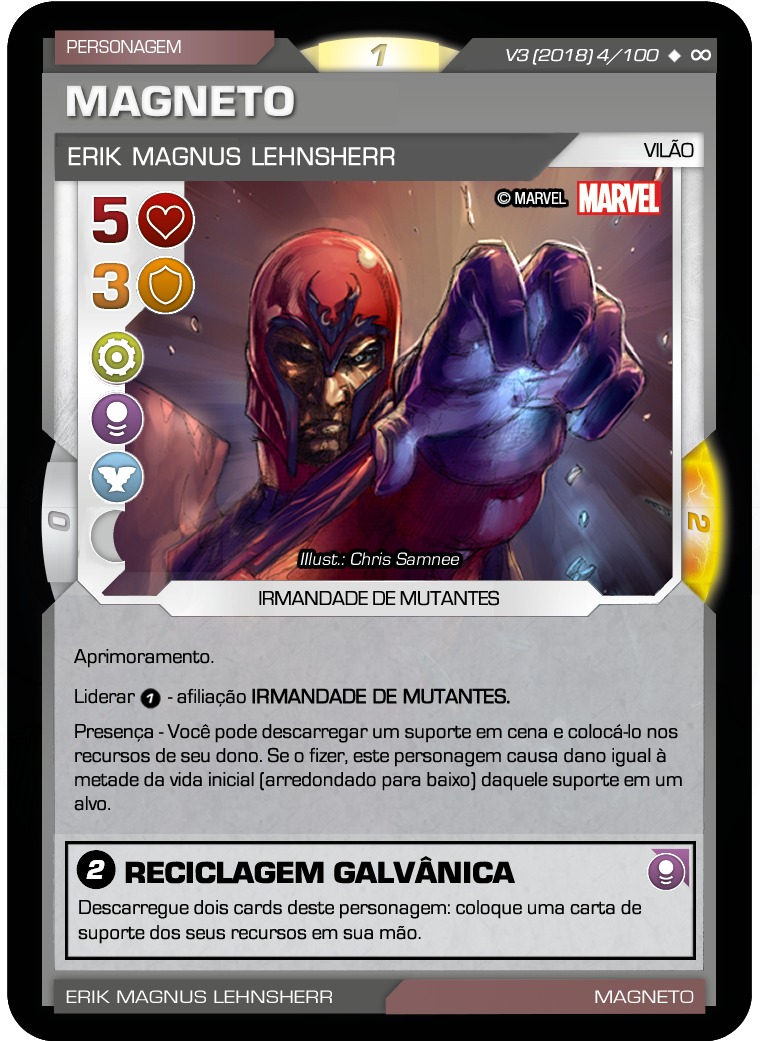 PERSONAGEM
1
V3 (2018) 4/100 ◆ ∞
MAGNETO
ERIK MAGNUS LEHNSHERR
VILÃO
© MARVEL MARVEL
5
3
0
2
Illust.: Chris Samnee
IRMANDADE DE MUTANTES
Aprimoramento.
Liderar 1 - afiliação IRMANDADE DE MUTANTES.
Presença - Você pode descarregar um suporte em cena e colocá-lo nos
recursos de seu dono. Se o fizer, este personagem causa dano igual à
metade da vida inicial (arredondado para baixo) daquele suporte em um
alvo.
2 RECICLAGEM GALVÂNICA
Descarregue dois cards deste personagem: coloque uma carta de
suporte dos seus recursos em sua mão.
ERIK MAGNUS LEHNSHERR
MAGNETO